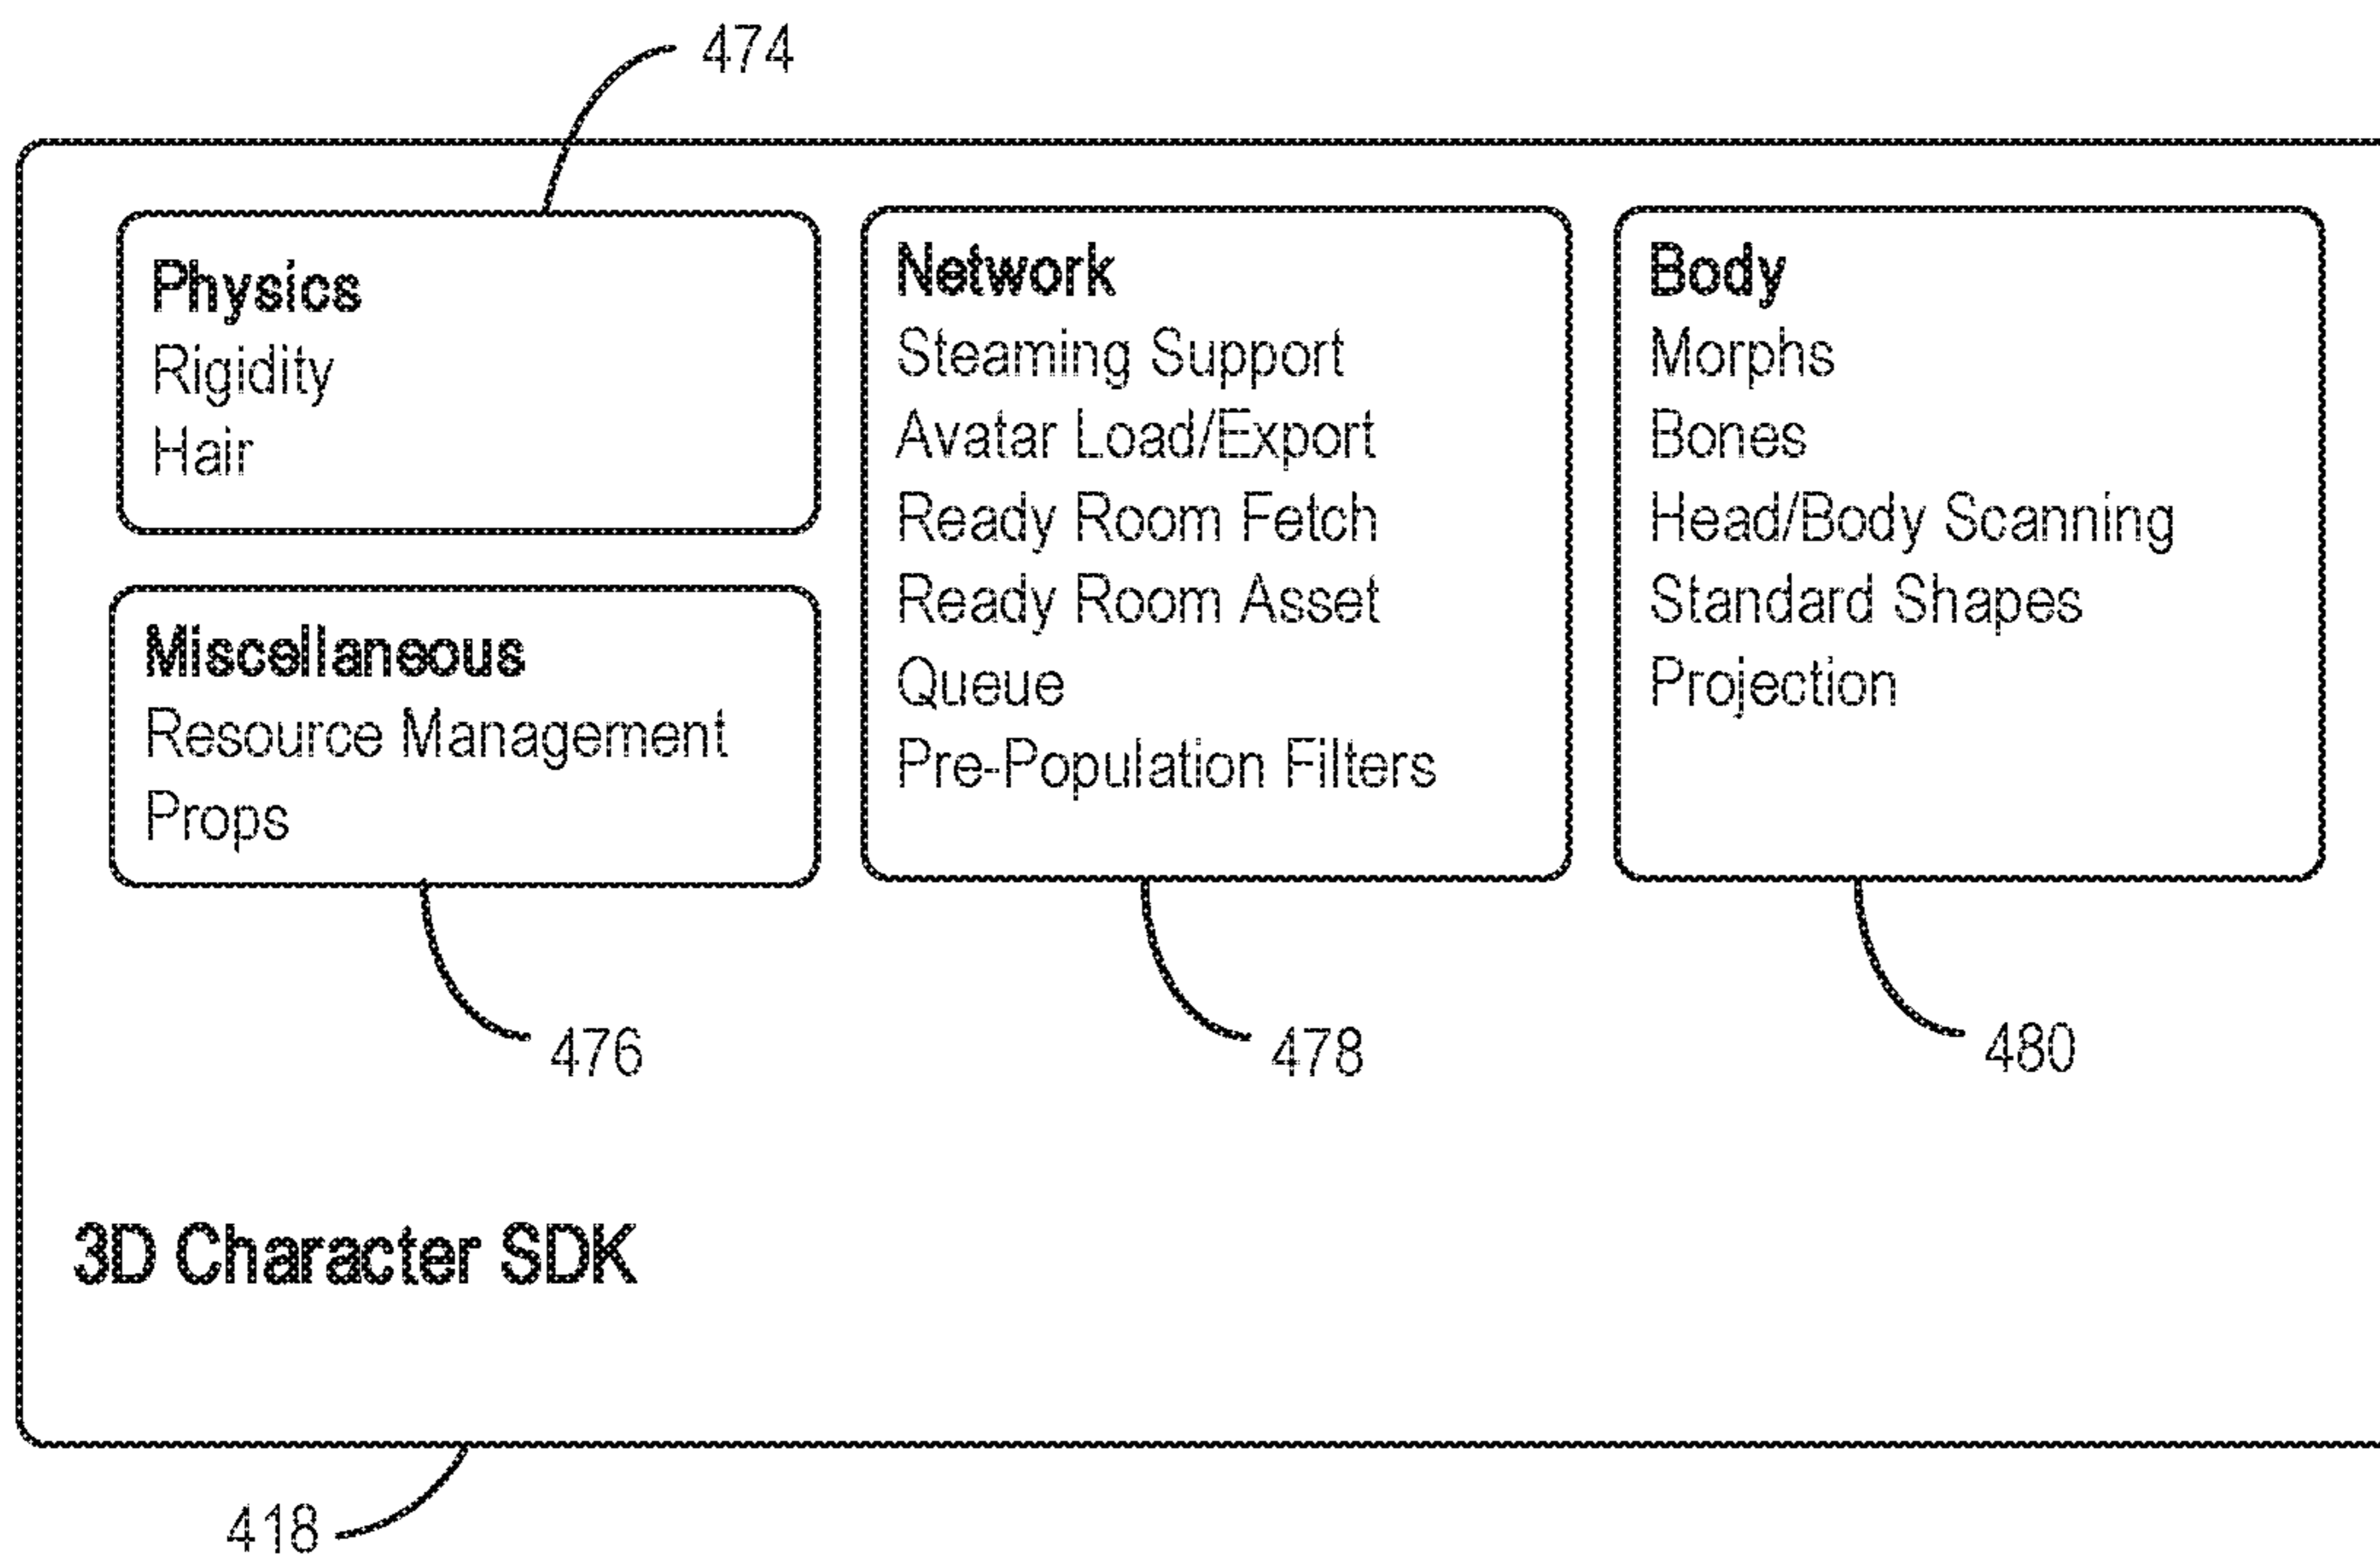 474
Physics
Rigidity
Hair
Miscellaneous
Resource Management
Props
476
Network
Steaming Support
Avatar Load/Export
Ready Room Fetch
Ready Room Asset
Queue
Pre-Population Filters
478
Body
Morphs
Bones
Head/Body Scanning
Standard Shapes
Projection
480
3D Character SDK
418